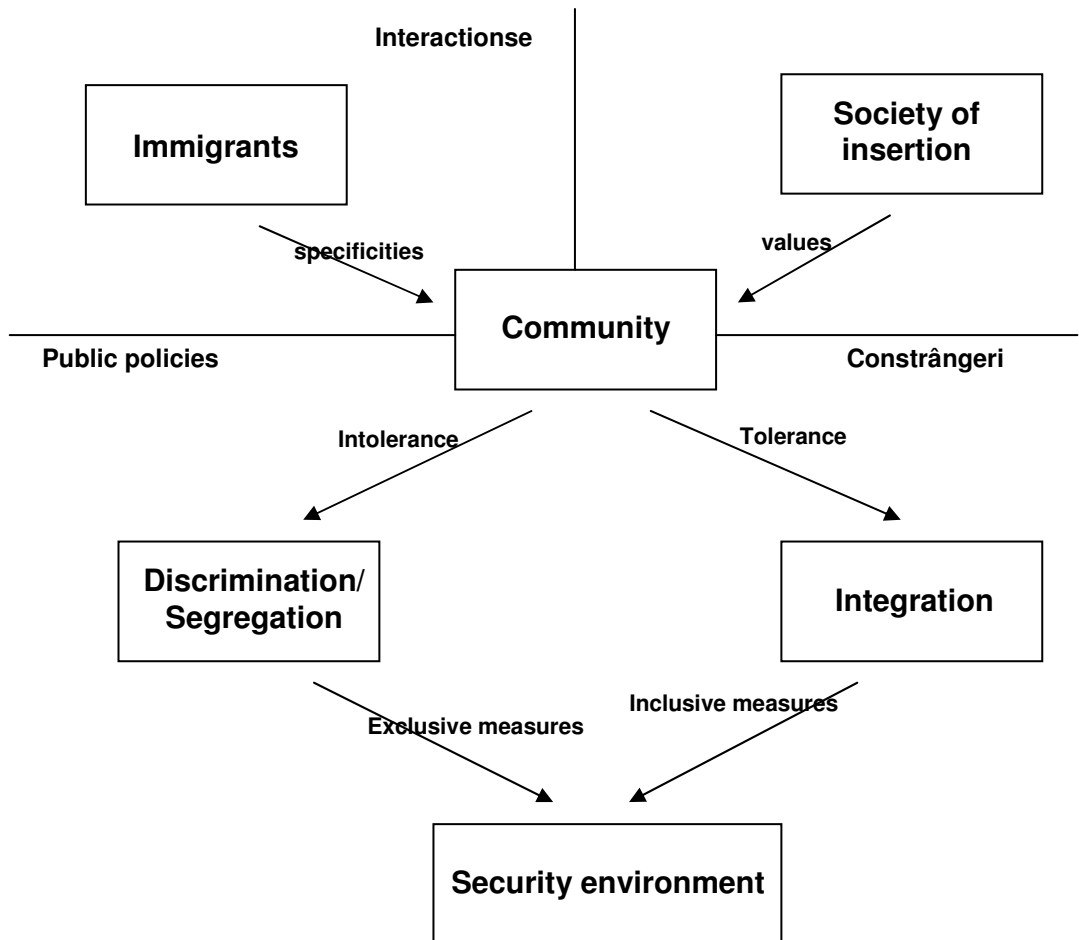 Interactionse
Immigrants
Society of
insertion
specificities
values
Community
Public policies
Constrângeri
Intolerance
Tolerance
Discrimination/
Segregation
Integration
Exclusive measures
Inclusive measures
Security environment